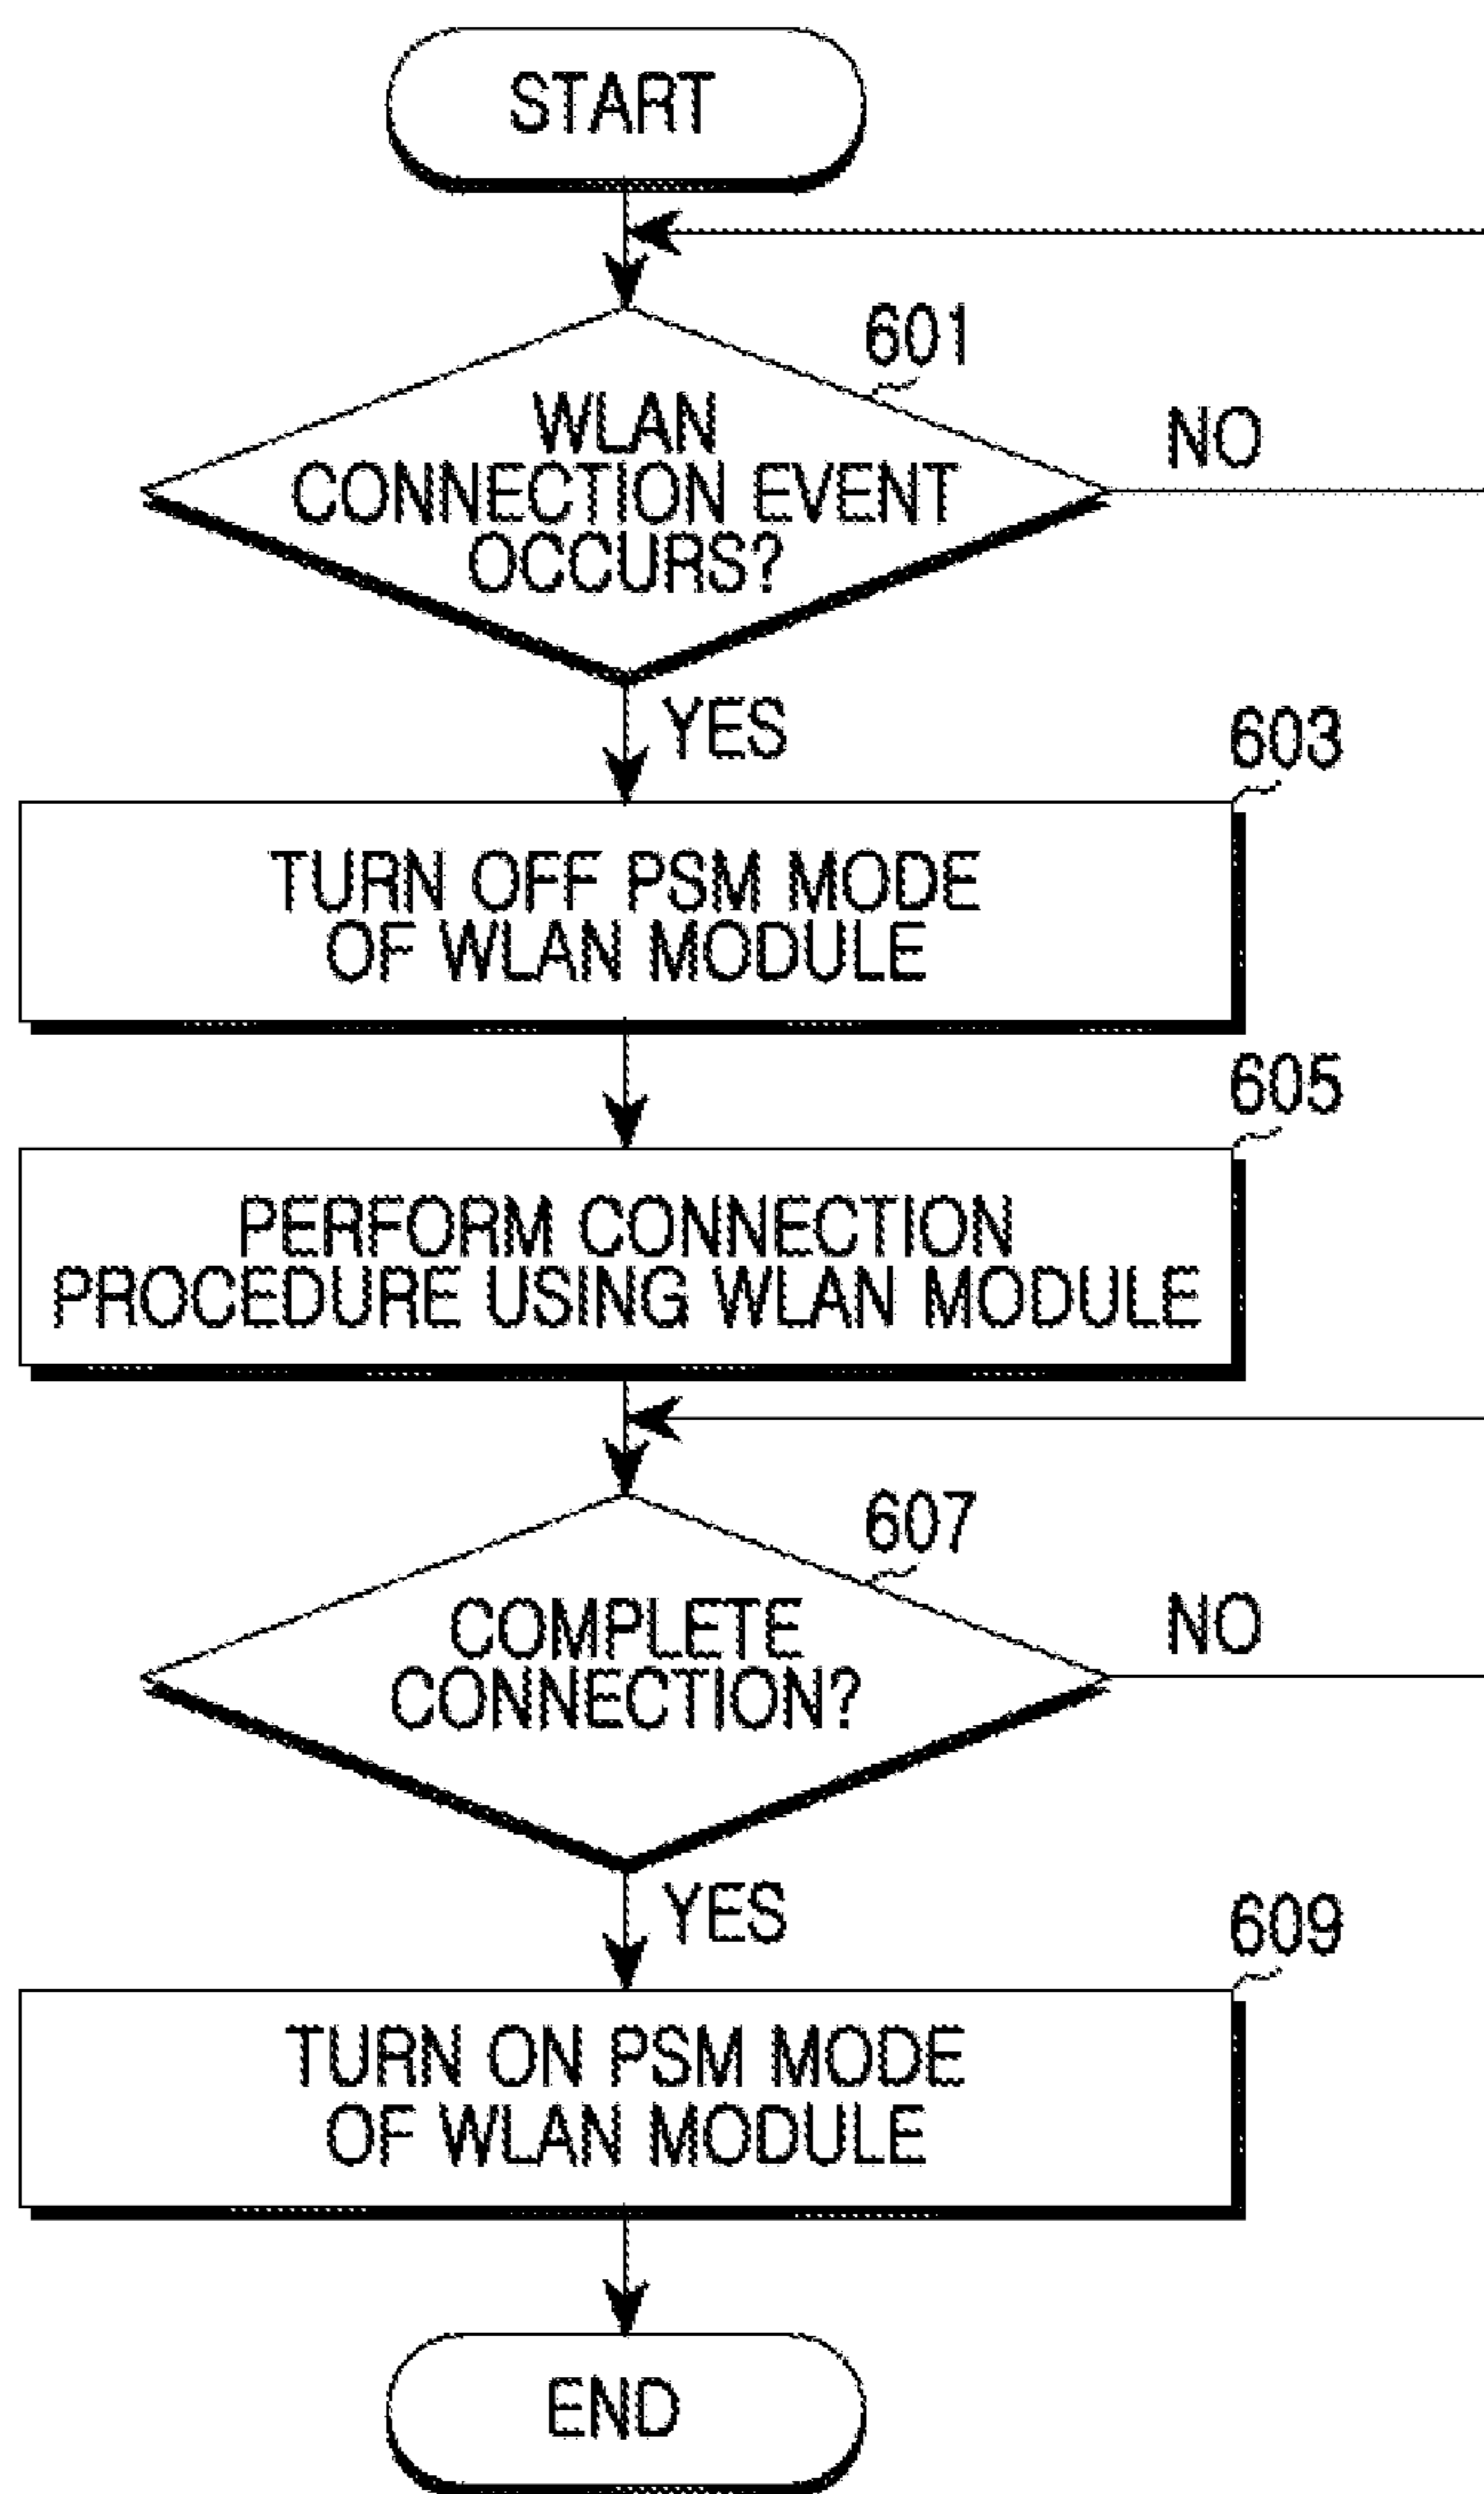 START
601
WLAN
CONNECTION EVENT
OCCURS?
NO
YES
603
TURN OFF PSM MODE
OF WLAN MODULE
605
PERFORM CONNECTION
PROCEDURE USING WLAN MODULE
607
COMPLETE
CONNECTION?
NO
YES
609
TURN ON PSM MODE
OF WLAN MODULE
END